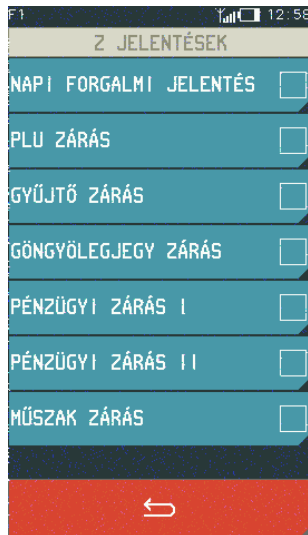 F1 12:58
Z JELENTÉSEK
NAPI FORGALMI JELENTÉS
PLU ZÁRÁS
GYŰJTŐ ZÁRÁS
GÖNGYÖLEGJEGY ZÁRÁS
PÉNZÜGYI ZÁRÁS I
PÉNZÜGYI ZÁRÁS II
MŰSZAK ZÁRÁS